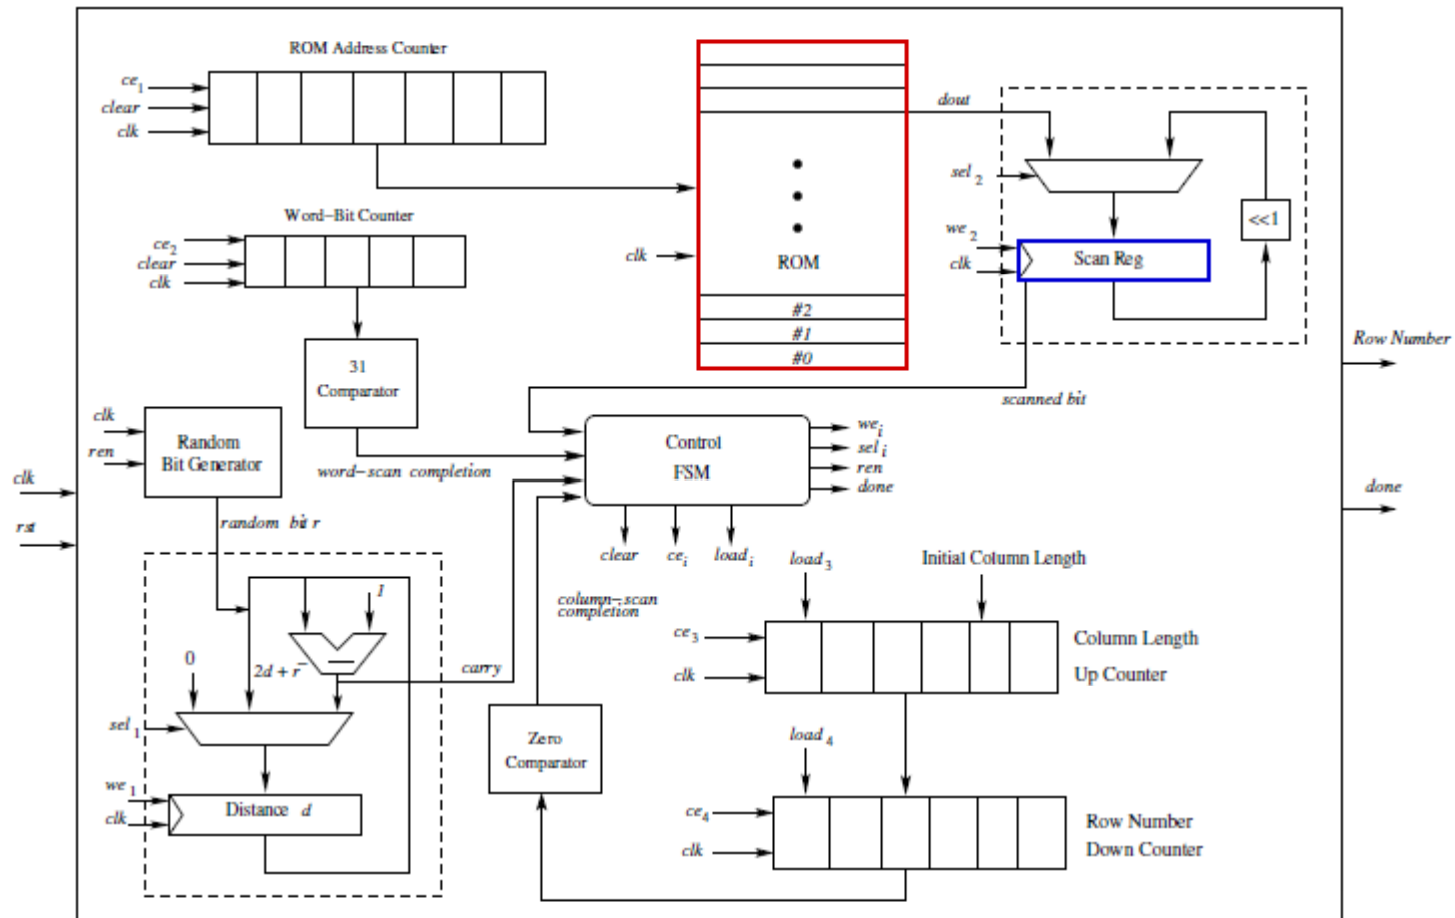 ROM Address Counter
ce1
clear
clk
dout
sel2
<<1
we2
clk
Scan Reg
Word-Bit Counter
ce2
clear
clk
clk
ROM
#2
#1
#0
Row Number
31
Comparator
scanned bit
clk
ren
Random
Bit Generator
word-scan completion
Control
FSM
wei
seli
ren
done
clk
rst
done
random bit r
clear
cei
loadi
load3
Initial Column Length
column-scan
completion
I
0
2d + r
carry
ce3
clk
Column Length
Up Counter
sel1
Zero
Comparator
load4
we1
clk
Distance d
ce4
clk
Row Number
Down Counter